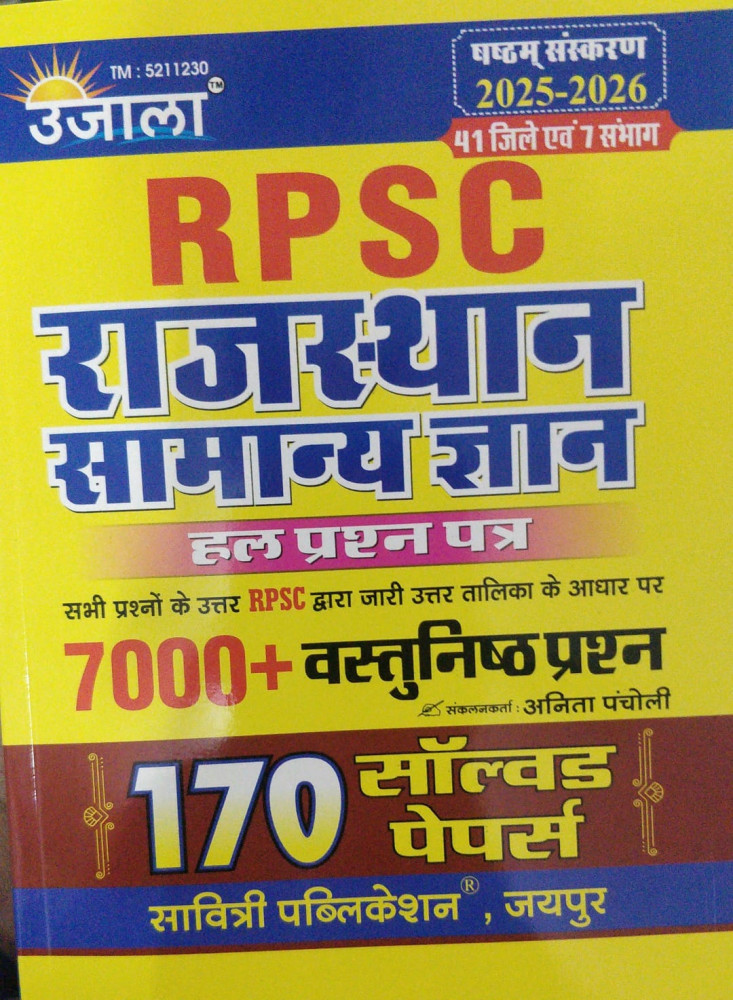 TM : 5211230
TM
उजाला
षष्ठम् संस्करण
2025-2026
41 जिले एवं 7 संभाग
RPSC
राजस्थान
सामान्य ज्ञान
हल प्रश्न पत्र
सभी प्रश्नों के उत्तर RPSC द्वारा जारी उत्तर तालिका के आधार पर
7000+ वस्तुनिष्ठ प्रश्न
संकलनकर्ता : अनिता पंचोली
170 सॉल्वड
पेपर्स
सावित्री पब्लिकेशन®, जयपुर